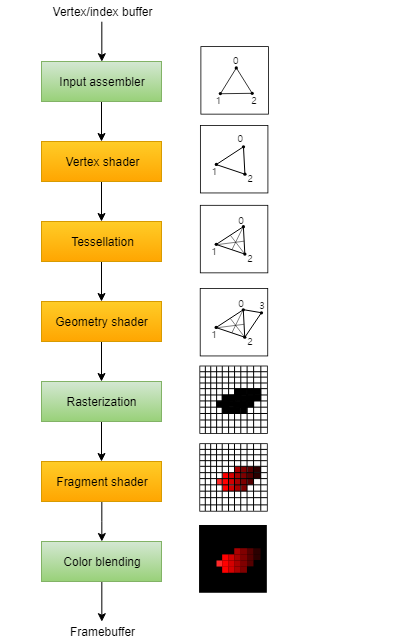 Vertex/index buffer
Input assembler
0
1
2
Vertex shader
0
1
2
Tessellation
0
1
2
Geometry shader
0
3
1
2
Rasterization
Fragment shader
Color blending
Framebuffer